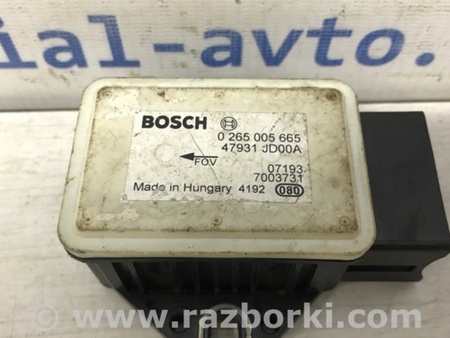 ial-avto.
BOSCH
0 265 005 665
47931 JD00A
FOV
07193
7003731
Made in Hungary 4192 080
www.razborki.com